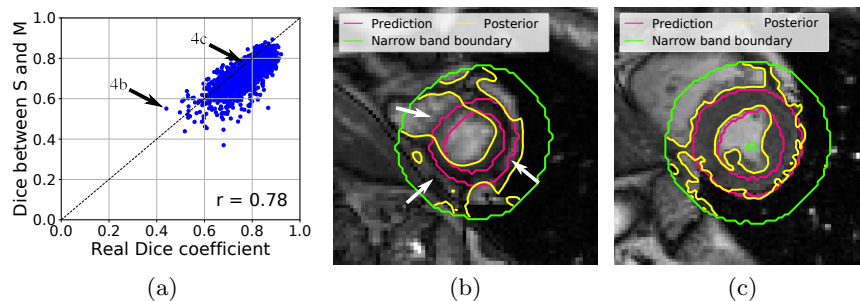 Dice between S and M
1.0
0.8
0.6
0.4
0.2
0.0
4c
4b
r = 0.78
0.0 0.2 0.4 0.6 0.8 1.0
Real Dice coefficient
(a)
Prediction Posterior
Narrow band boundary
(b)
Prediction Posterior
Narrow band boundary
(c)